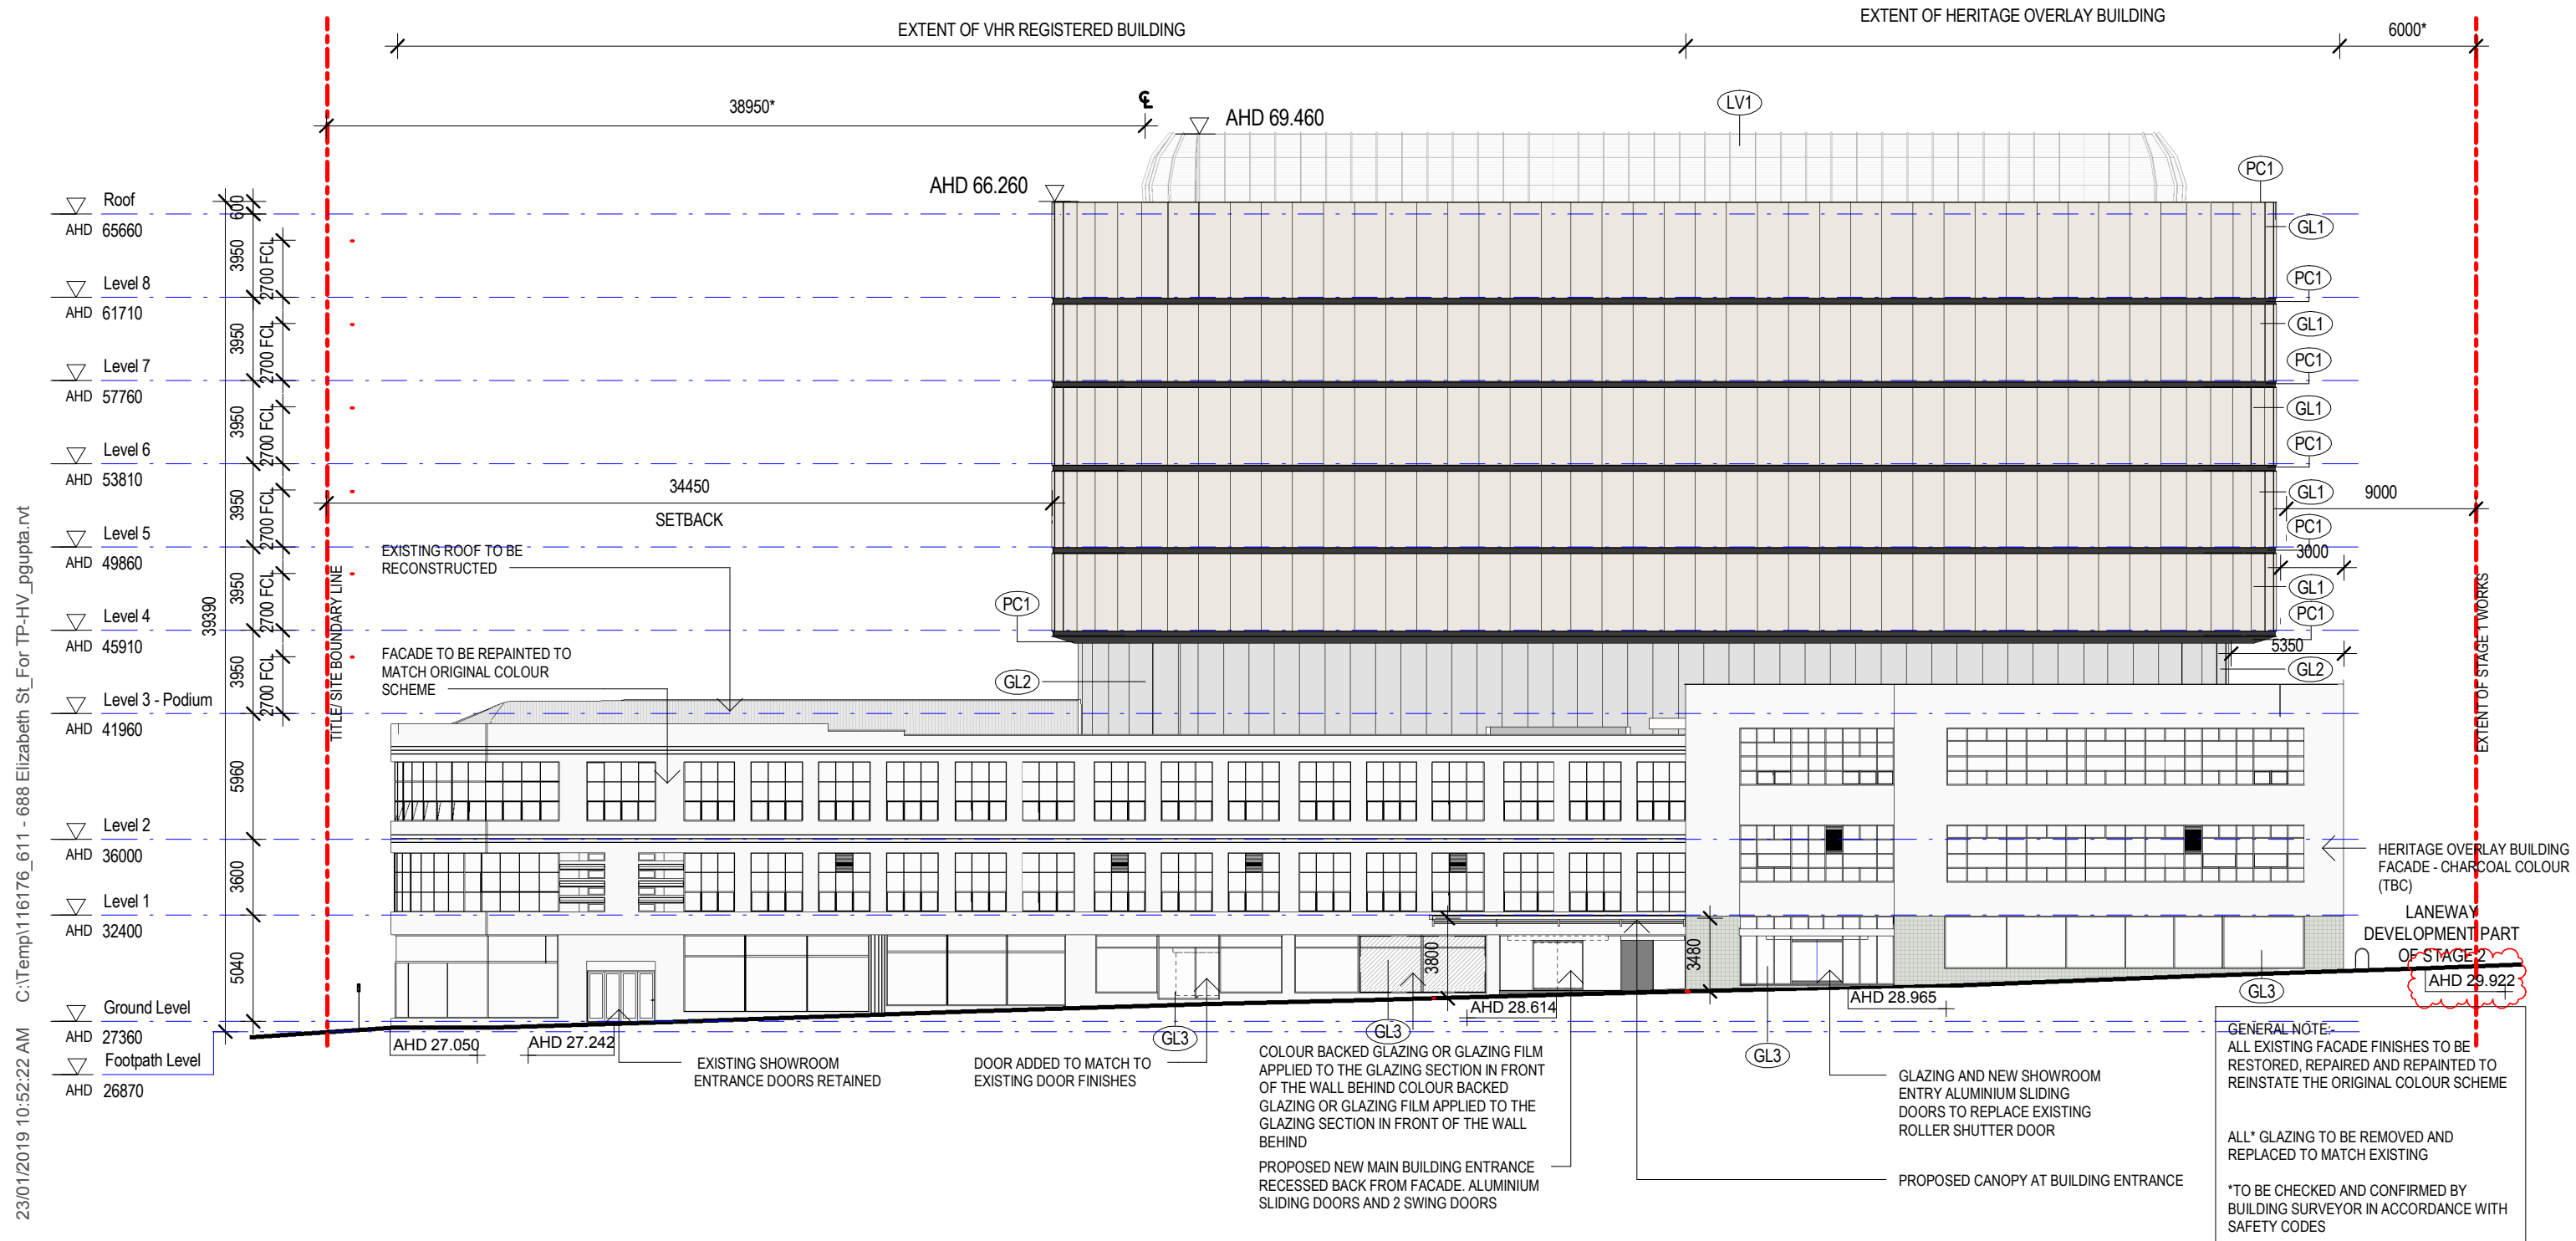 EXTENT OF VHR REGISTERED BUILDING
EXTENT OF HERITAGE OVERLAY BUILDING
6000*
38950*
℄
AHD 69.460
LV1
AHD 66.260
PC1
Roof
AHD 65660
600
3950
2700 FCL
GL1
Level 8
AHD 61710
PC1
3950
2700 FCL
GL1
Level 7
AHD 57760
PC1
3950
2700 FCL
GL1
Level 6
AHD 53810
PC1
3950
2700 FCL
34450
SETBACK
GL1
9000
Level 5
AHD 49860
PC1
3000
3950
2700 FCL
39390
EXISTING ROOF TO BE
RECONSTRUCTED
GL1
PC1
PC1
Level 4
AHD 45910
5350
3950
2700 FCL
FACADE TO BE REPAINTED TO
MATCH ORIGINAL COLOUR
SCHEME
GL2
GL2
TITLE/ SITE BOUNDARY LINE
EXTENT OF STAGE 1 WORKS
Level 3 - Podium
AHD 41960
5960
Level 2
AHD 36000
3600
HERITAGE OVERLAY BUILDING
FACADE - CHARCOAL COLOUR
(TBC)
Level 1
AHD 32400
LANEWAY
DEVELOPMENT PART
OF STAGE 2
5040
3800
3480
AHD 29.922
Ground Level
AHD 27360
Footpath Level
AHD 26870
AHD 27.050
AHD 27.242
GL3
GL3
AHD 28.614
GL3
AHD 28.965
GL3
EXISTING SHOWROOM
ENTRANCE DOORS RETAINED
DOOR ADDED TO MATCH TO
EXISTING DOOR FINISHES
COLOUR BACKED GLAZING OR GLAZING FILM
APPLIED TO THE GLAZING SECTION IN FRONT
OF THE WALL BEHIND COLOUR BACKED
GLAZING OR GLAZING FILM APPLIED TO THE
GLAZING SECTION IN FRONT OF THE WALL
BEHIND
PROPOSED NEW MAIN BUILDING ENTRANCE
RECESSED BACK FROM FACADE. ALUMINIUM
SLIDING DOORS AND 2 SWING DOORS
GLAZING AND NEW SHOWROOM
ENTRY ALUMINIUM SLIDING
DOORS TO REPLACE EXISTING
ROLLER SHUTTER DOOR
PROPOSED CANOPY AT BUILDING ENTRANCE
GENERAL NOTE:-
ALL EXISTING FACADE FINISHES TO BE
RESTORED, REPAIRED AND REPAINTED TO
REINSTATE THE ORIGINAL COLOUR SCHEME
ALL* GLAZING TO BE REMOVED AND
REPLACED TO MATCH EXISTING
*TO BE CHECKED AND CONFIRMED BY
BUILDING SURVEYOR IN ACCORDANCE WITH
SAFETY CODES
23/01/2019 10:52:22 AM C:\Temp\116176_611 - 688 Elizabeth St_For TP-HV_pgupta.rvt